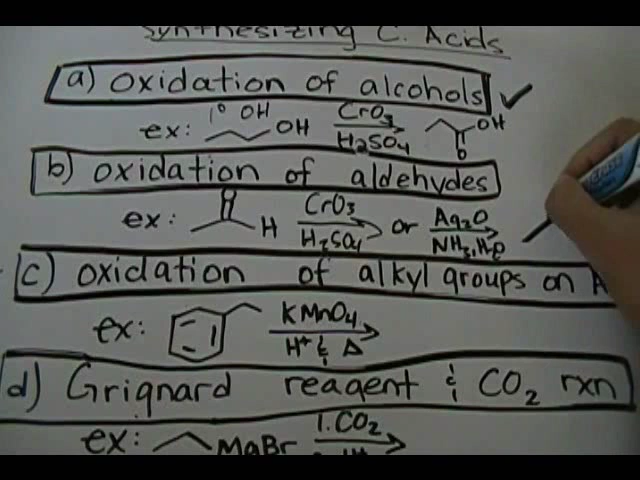 Synthesizing C. Acids
a) oxidation of alcohols ✓
1° OH
ex: OH CrO3 H2SO4 OH O
b) oxidation of aldehydes
ex: O H CrO3 H2SO4 or Ag2O NH3, H2O
c) oxidation of alkyl groups on A
ex: KMnO4 H+ & Δ
d) Grignard reagent & CO2 rxn
ex: MgBr 1. CO2